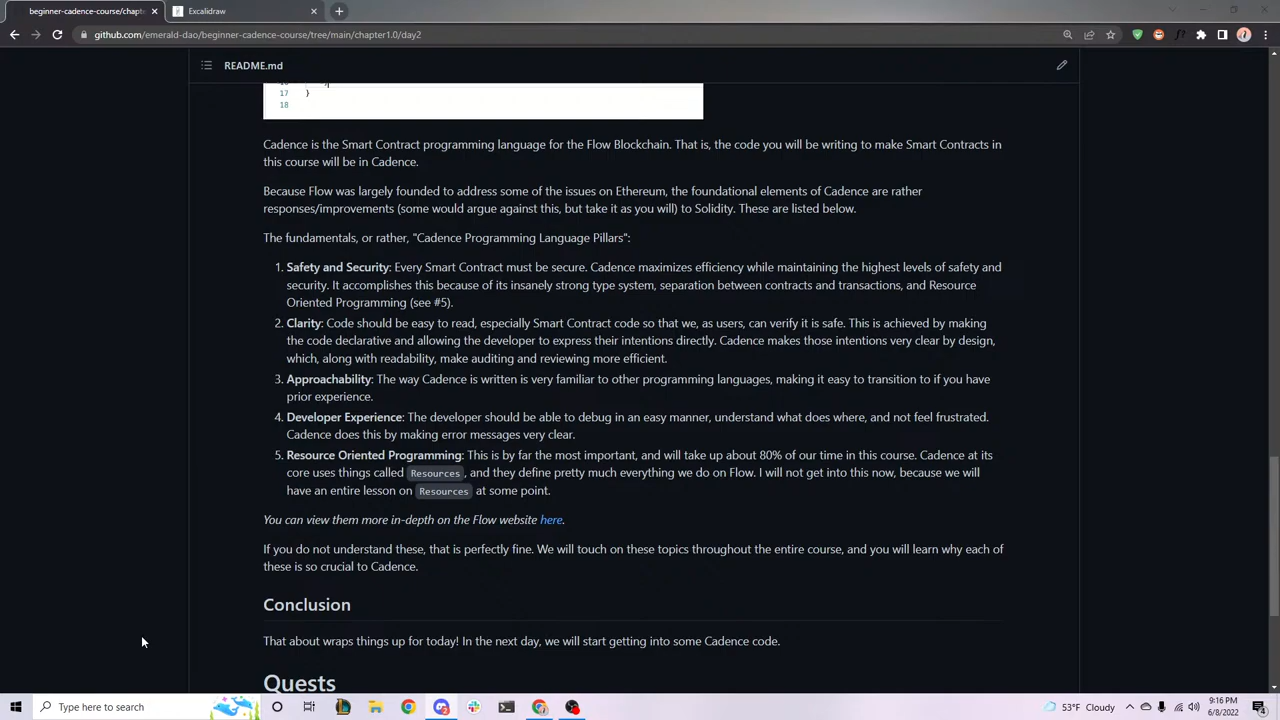 beginner-cadence-course/chapte
Excalidraw
github.com/emerald-dao/beginner-cadence-course/tree/main/chapter1.0/day2
README.md
17 }
18
Cadence is the Smart Contract programming language for the Flow Blockchain. That is, the code you will be writing to make Smart Contracts in
this course will be in Cadence.
Because Flow was largely founded to address some of the issues on Ethereum, the foundational elements of Cadence are rather
responses/improvements (some would argue against this, but take it as you will) to Solidity. These are listed below.
The fundamentals, or rather, "Cadence Programming Language Pillars":
1. Safety and Security: Every Smart Contract must be secure. Cadence maximizes efficiency while maintaining the highest levels of safety and
security. It accomplishes this because of its insanely strong type system, separation between contracts and transactions, and Resource
Oriented Programming (see #5).
2. Clarity: Code should be easy to read, especially Smart Contract code so that we, as users, can verify it is safe. This is achieved by making
the code declarative and allowing the developer to express their intentions directly. Cadence makes those intentions very clear by design,
which, along with readability, make auditing and reviewing more efficient.
3. Approachability: The way Cadence is written is very familiar to other programming languages, making it easy to transition to if you have
prior experience.
4. Developer Experience: The developer should be able to debug in an easy manner, understand what does where, and not feel frustrated.
Cadence does this by making error messages very clear.
5. Resource Oriented Programming: This is by far the most important, and will take up about 80% of our time in this course. Cadence at its
core uses things called Resources, and they define pretty much everything we do on Flow. I will not get into this now, because we will
have an entire lesson on Resources at some point.
You can view them more in-depth on the Flow website here.
If you do not understand these, that is perfectly fine. We will touch on these topics throughout the entire course, and you will learn why each of
these is so crucial to Cadence.
Conclusion
That about wraps things up for today! In the next day, we will start getting into some Cadence code.
Quests
Type here to search
53°F Cloudy
9:16 PM
6/8/2022